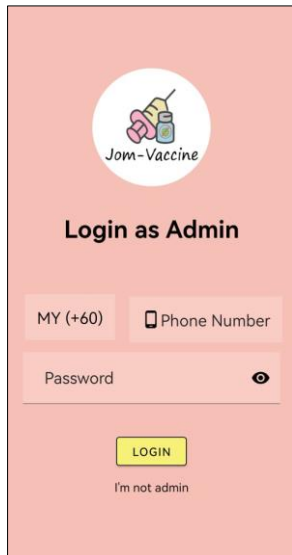 Jom-Vaccine
Login as Admin
MY (+60) Phone Number
Password
LOGIN
I'm not admin